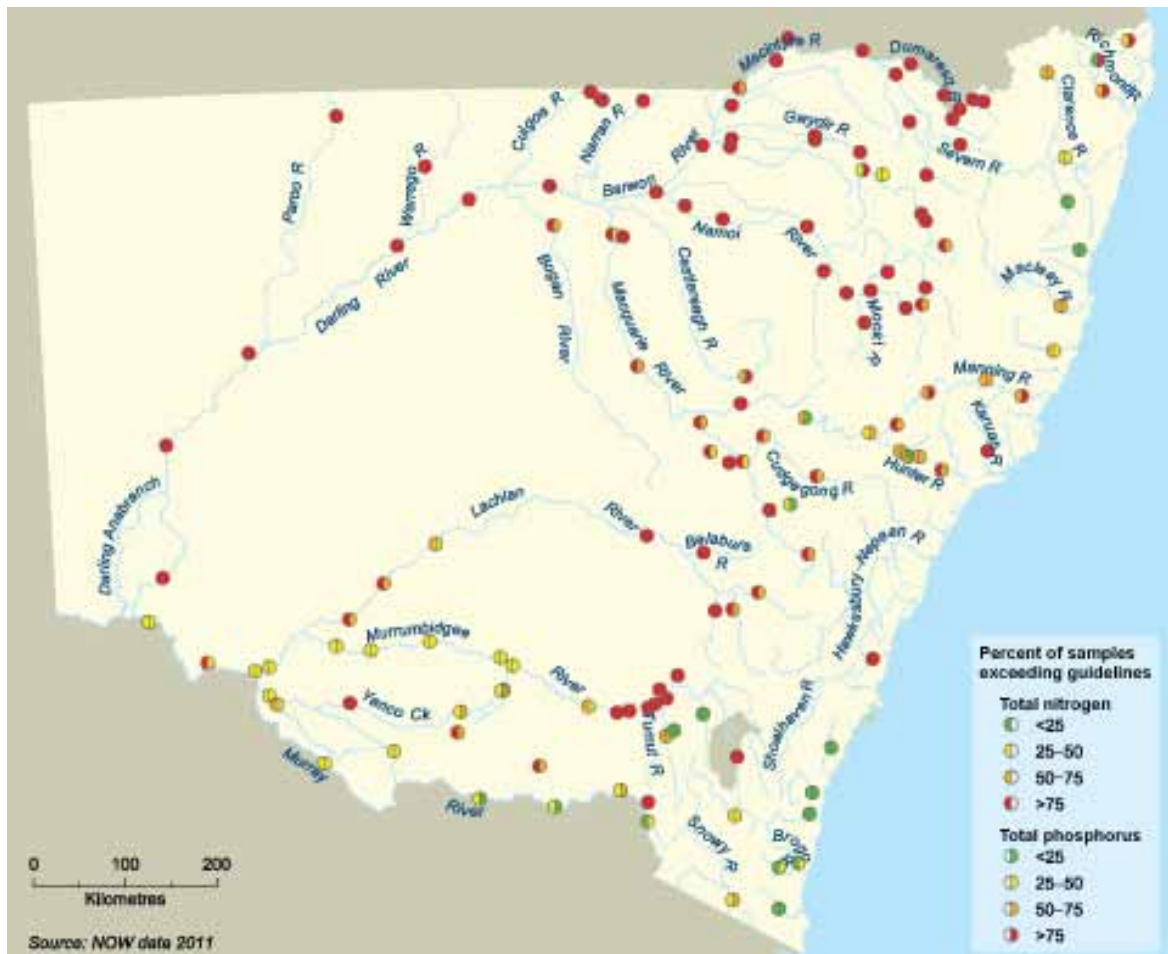 Macintyre R
Dumaresq R
Richmond R
Clarence R
Culgoa R
Narran R
Gwydir R
Severn R
Paroo R
Warrego R
Barwon
River
Namoi
River
Darling
River
Bogan
River
Macquarie
River
Castlereagh R
Mooki R
Macleay R
Manning R
Karuah R
Hunter R
Cudgegong R
Lachlan
River
Belabula
R
Darling Anabranch
Hawkesbury-Nepean R
Murrumbidgee
River
Yanco Ck
Tumut R
Shoalhaven R
Murray
River
Snowy R
0 100 200
Kilometres
Source: NOW data 2011
Percent of samples
exceeding guidelines
Total nitrogen
<25
25–50
50–75
>75
Total phosphorus
<25
25–50
50–75
>75